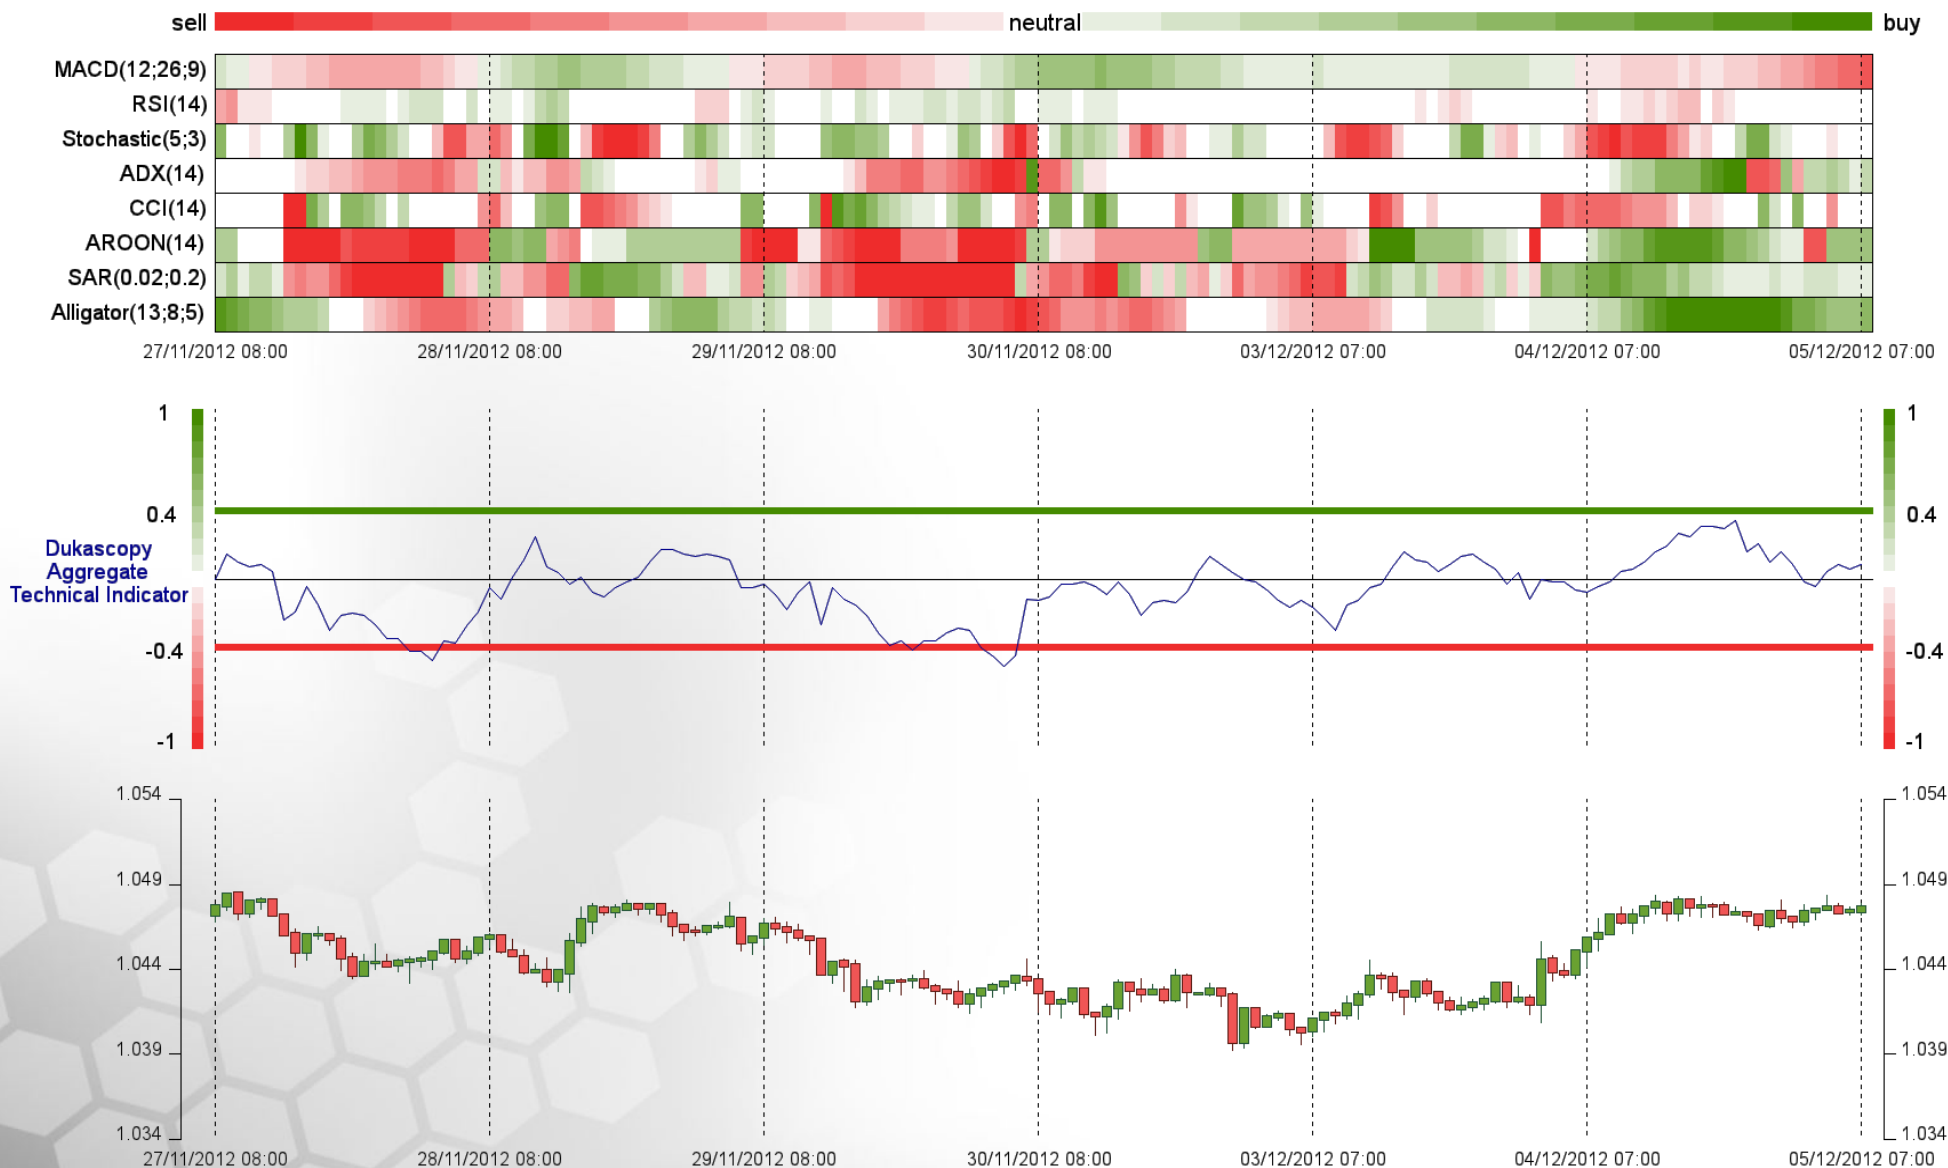 sell neutral buy
MACD(12;26;9)
RSI(14)
Stochastic(5;3)
ADX(14)
CCI(14)
AROON(14)
SAR(0.02;0.2)
Alligator(13;8;5)
27/11/2012 08:00 28/11/2012 08:00 29/11/2012 08:00 30/11/2012 08:00 03/12/2012 07:00 04/12/2012 07:00 05/12/2012 07:00
1 1
0.4 0.4
Dukascopy
Aggregate
Technical Indicator
-0.4 -0.4
-1 -1
1.054 1.054
1.049 1.049
1.044 1.044
1.039 1.039
1.034 1.034
27/11/2012 08:00 28/11/2012 08:00 29/11/2012 08:00 30/11/2012 08:00 03/12/2012 07:00 04/12/2012 07:00 05/12/2012 07:00